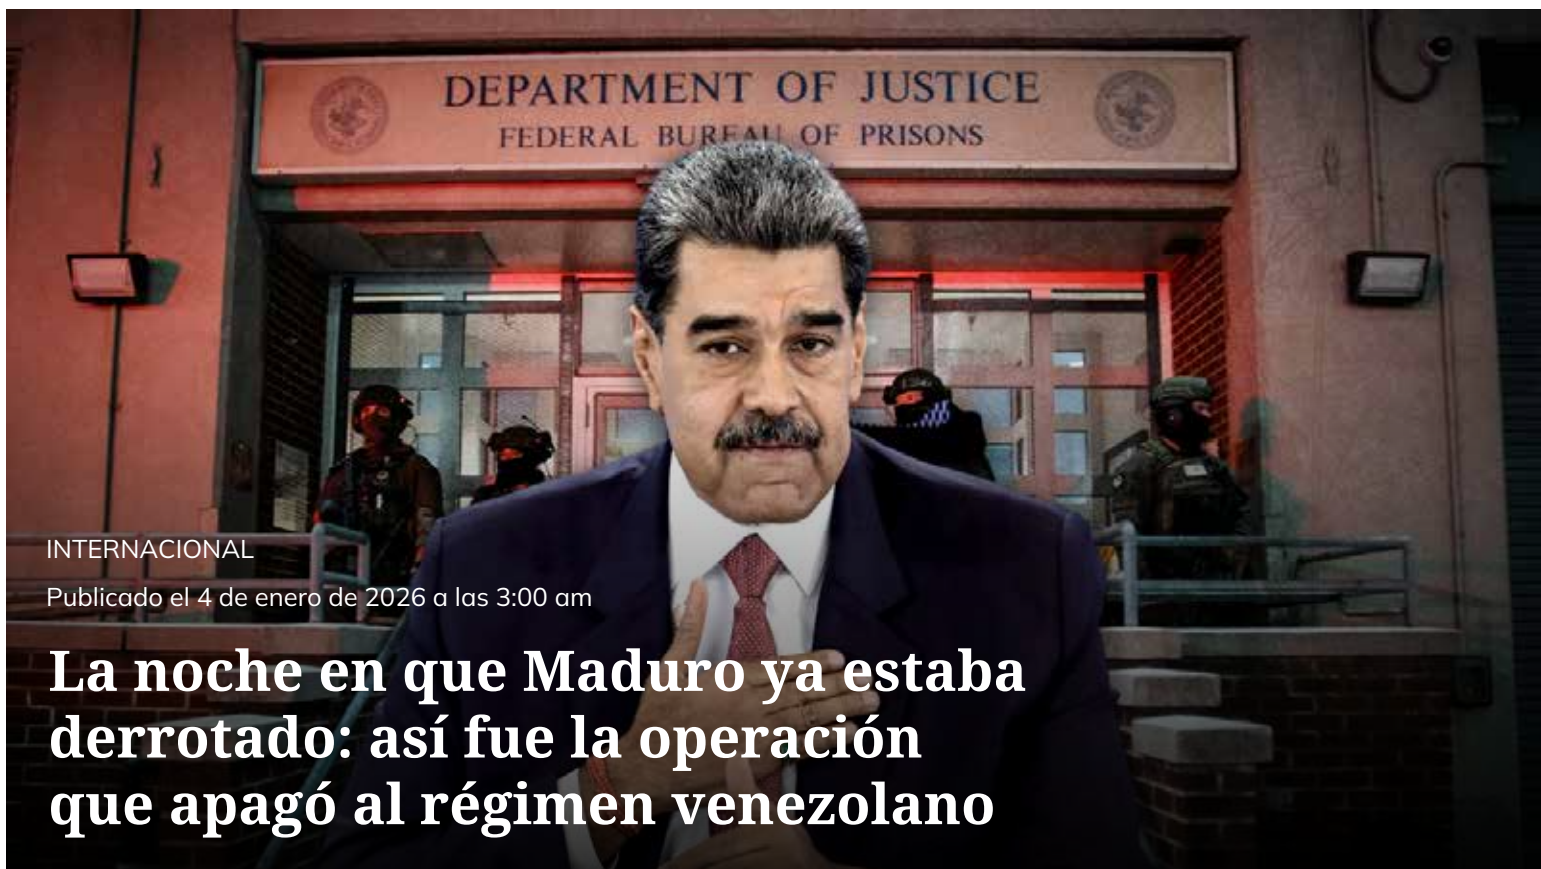 DEPARTMENT OF JUSTICE
FEDERAL BUREAU OF PRISONS
INTERNACIONAL
Publicado el 4 de enero de 2026 a las 3:00 am
La noche en que Maduro ya estaba
derrotado: así fue la operación
que apagó al régimen venezolano